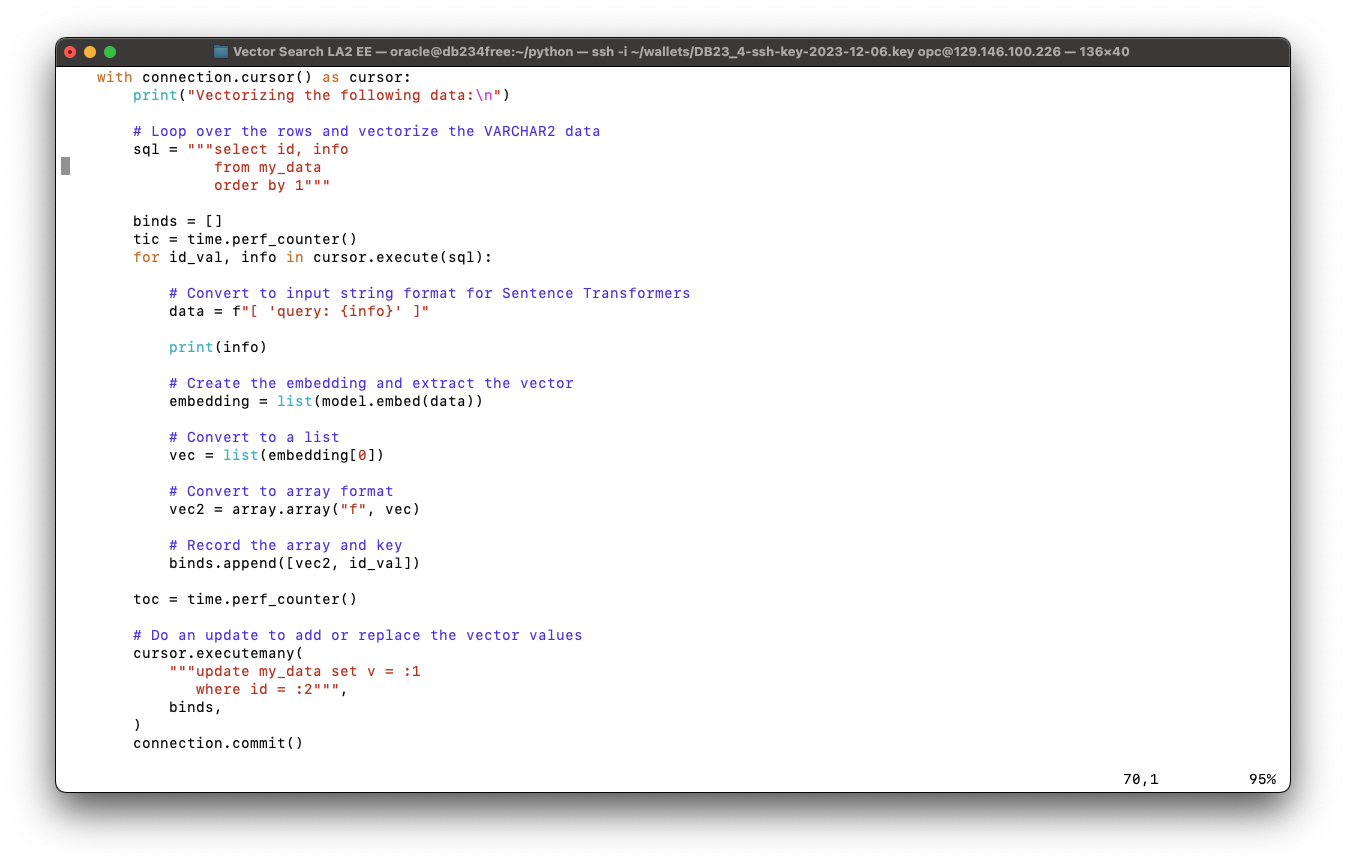 Vector Search LA2 EE — oracle@db234free:~/python — ssh -i ~/wallets/DB23_4-ssh-key-2023-12-06.key opc@129.146.100.226 — 136×40
    with connection.cursor() as cursor:
        print("Vectorizing the following data:\n")

        # Loop over the rows and vectorize the VARCHAR2 data
        sql = """select id, info
                 from my_data
                 order by 1"""

        binds = []
        tic = time.perf_counter()
        for id_val, info in cursor.execute(sql):

            # Convert to input string format for Sentence Transformers
            data = f"[ 'query: {info}' ]"

            print(info)

            # Create the embedding and extract the vector
            embedding = list(model.embed(data))

            # Convert to a list
            vec = list(embedding[0])

            # Convert to array format
            vec2 = array.array("f", vec)

            # Record the array and key
            binds.append([vec2, id_val])

        toc = time.perf_counter()

        # Do an update to add or replace the vector values
        cursor.executemany(
            """update my_data set v = :1
               where id = :2""",
            binds,
        )
        connection.commit()

70,1 95%